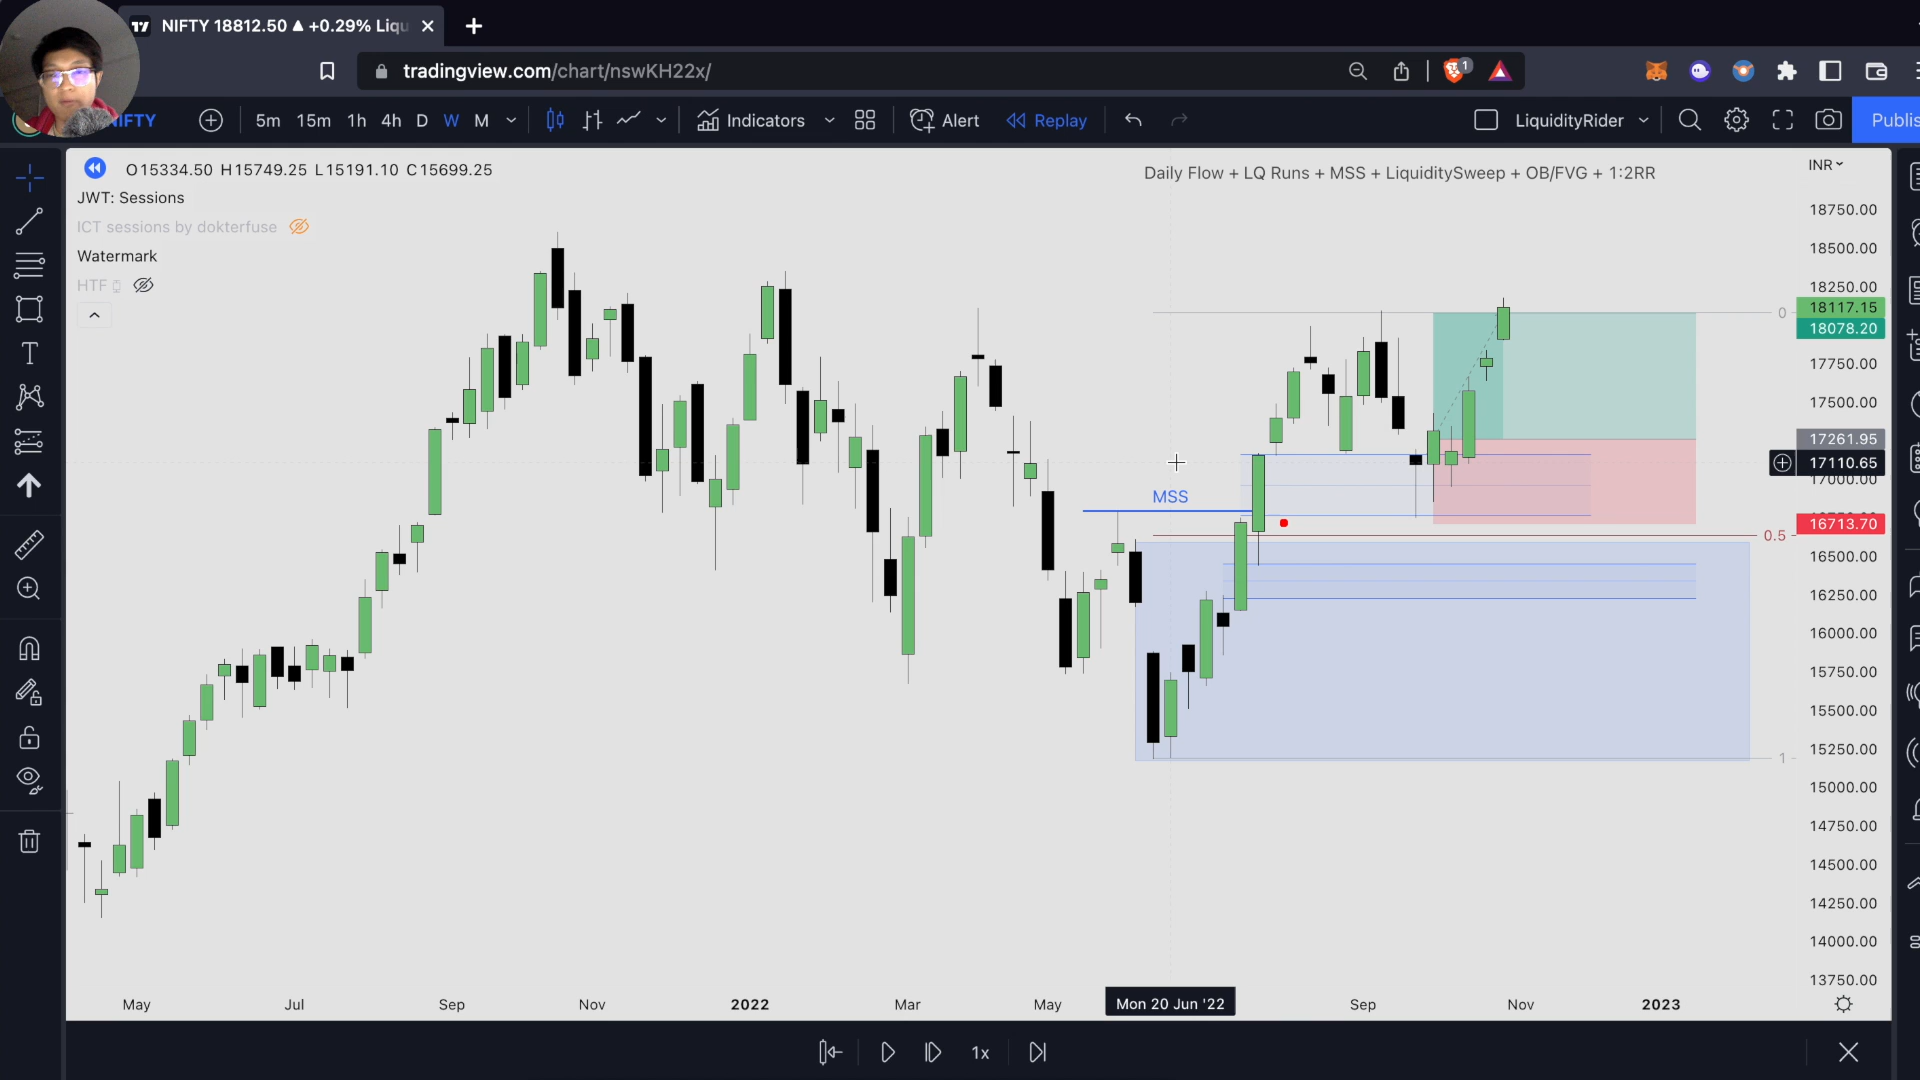 NIFTY 18812.50 ▲ +0.29% Liqu
tradingview.com/chart/nswKH22x/
1
NIFTY
5m 15m 1h 4h D W M
Indicators
Alert
Replay
LiquidityRider
Publis
O15334.50 H15749.25 L15191.10 C15699.25
Daily Flow + LQ Runs + MSS + LiquiditySweep + OB/FVG + 1:2RR
INR
JWT: Sessions
ICT sessions by dokterfuse
Watermark
HTF
18750.00
18500.00
18250.00
18117.15
0
18078.20
17750.00
17500.00
17261.95
17110.65
17000.00
MSS
16713.70
0.5
16500.00
16250.00
16000.00
15750.00
15500.00
15250.00
1
15000.00
14750.00
14500.00
14250.00
14000.00
13750.00
May Jul Sep Nov 2022 Mar May Mon 20 Jun '22 Sep Nov 2023
1x